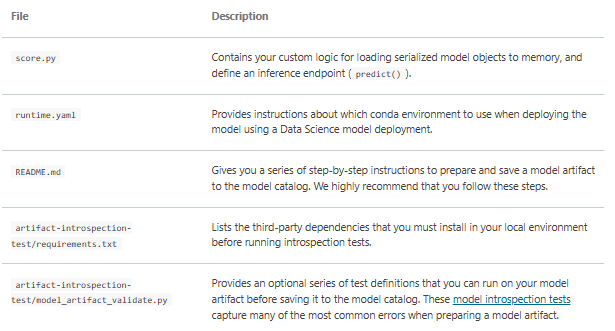 File Description
score.py Contains your custom logic for loading serialized model objects to memory, and
define an inference endpoint ( predict() ).
runtime.yaml Provides instructions about which conda environment to use when deploying the
model using a Data Science model deployment.
README.md Gives you a series of step-by-step instructions to prepare and save a model artifact
to the model catalog. We highly recommend that you follow these steps.
artifact-introspection- Lists the third-party dependencies that you must install in your local environment
test/requirements.txt before running introspection tests.
artifact-introspection- Provides an optional series of test definitions that you can run on your model
test/model_artifact_validate.py artifact before saving it to the model catalog. These model introspection tests
capture many of the most common errors when preparing a model artifact.